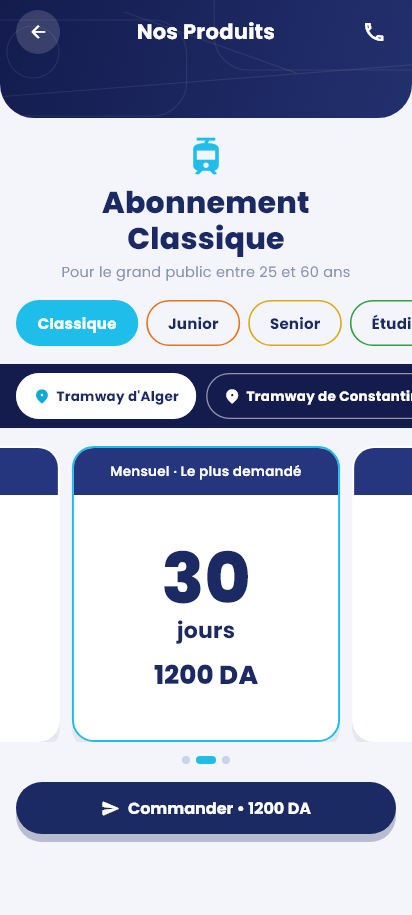 Nos Produits
Abonnement
Classique
Pour le grand public entre 25 et 60 ans
Classique
Junior
Senior
Étudi
Tramway d'Alger
Tramway de Constantin
Mensuel · Le plus demandé
30
jours
1200 DA
Commander • 1200 DA